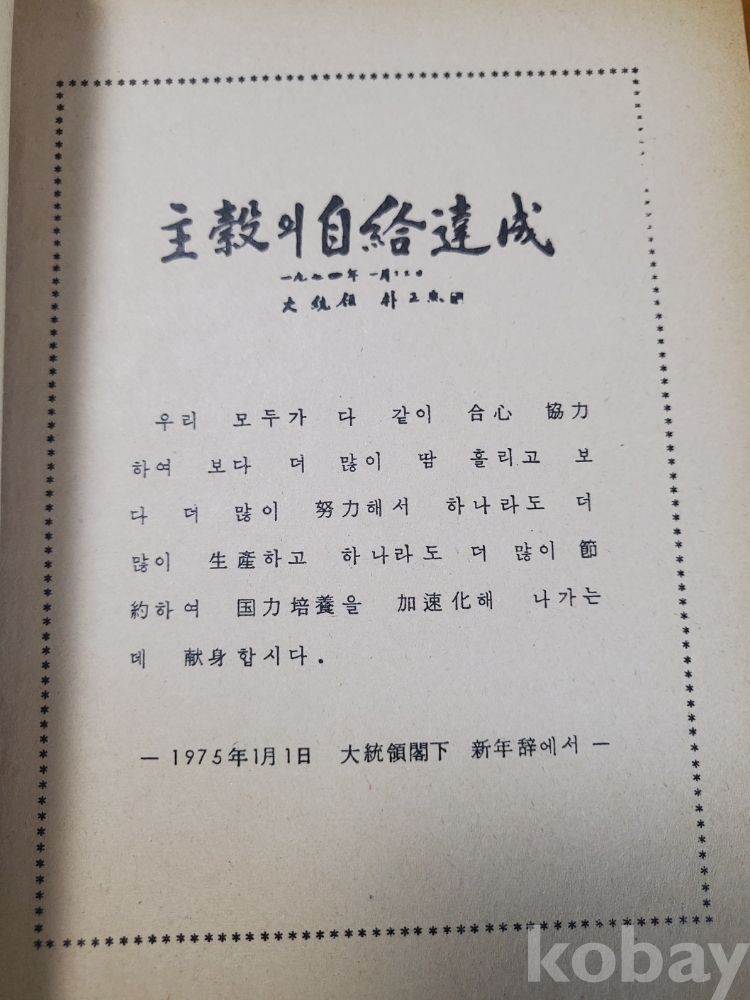 主穀의 自給達成
一九七四年 一月 日
大統領 朴正熙
우리 모두가 다 같이 合心 協力
하여 보다 더 많이 땀 흘리고 보
다 더 많이 努力해서 하나라도 더
많이 生產하고 하나라도 더 많이 節
約하여 国力培養을 加速化해 나가는
데 献身합시다.
— 1975年1月1日 大統領閣下 新年辞에서 —
kobay